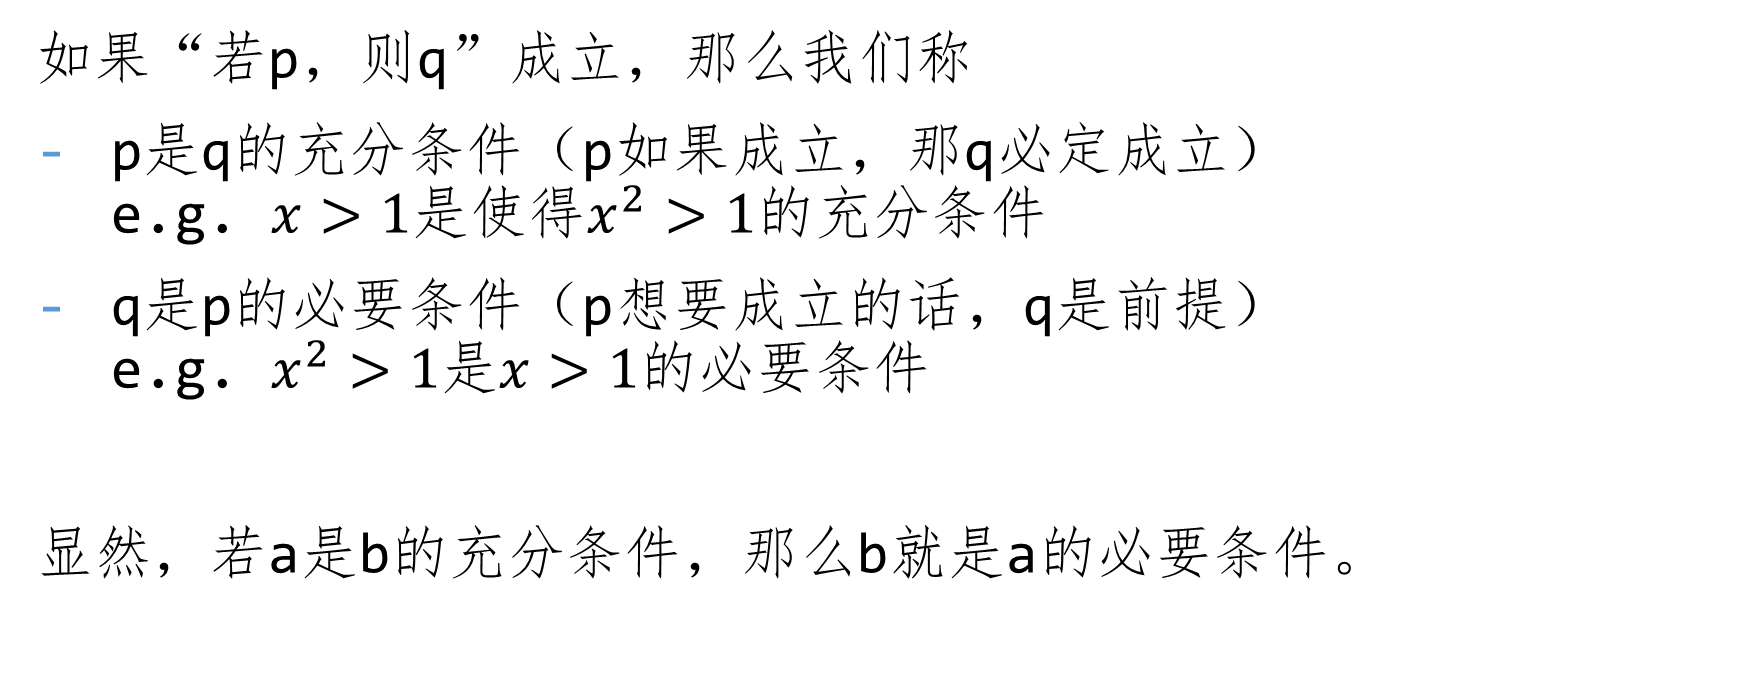 如果“若p，则q”成立，那么我们称
- p是q的充分条件（p如果成立，那q必定成立）
e.g. x > 1是使得x² > 1的充分条件
- q是p的必要条件（p想要成立的话，q是前提）
e.g. x² > 1是x > 1的必要条件
显然，若a是b的充分条件，那么b就是a的必要条件。